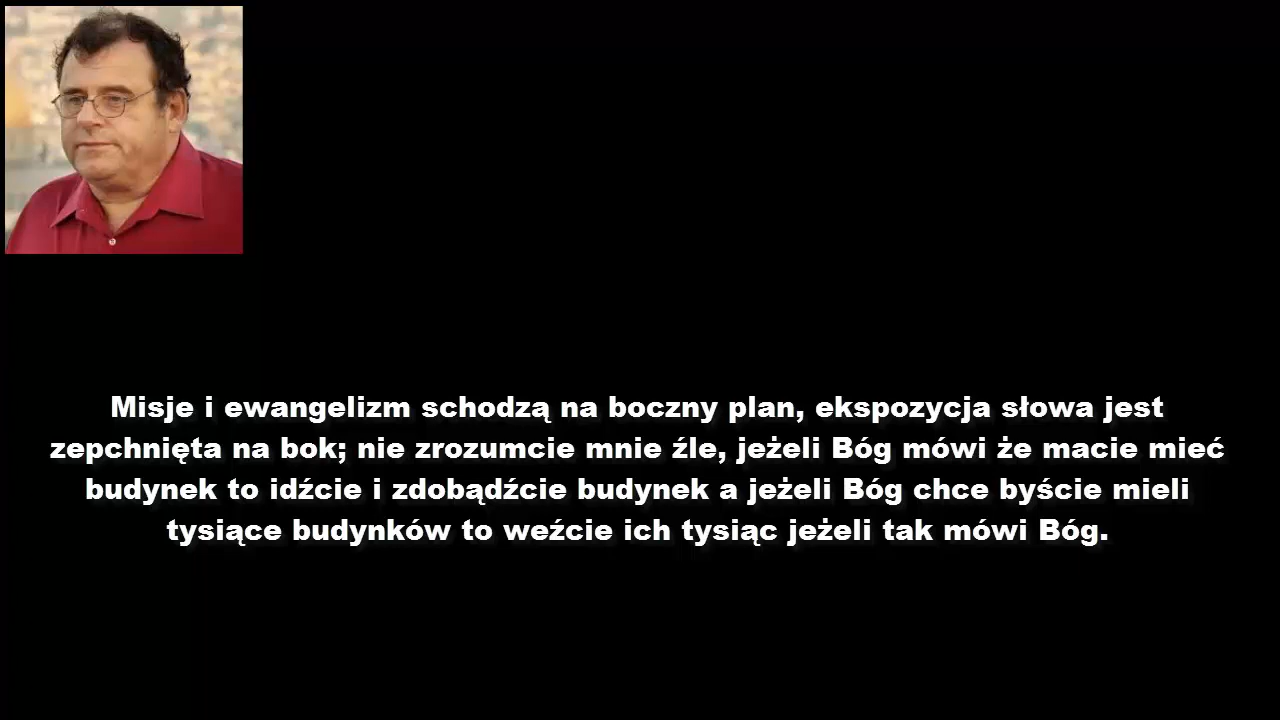 Misje i ewangelizm schodzą na boczny plan, ekspozycja słowa jest
zepchnięta na bok; nie zrozumcie mnie źle, jeżeli Bóg mówi że macie mieć
budynek to idźcie i zdobądźcie budynek a jeżeli Bóg chce byście mieli
tysiące budynków to weźcie ich tysiąc jeżeli tak mówi Bóg.